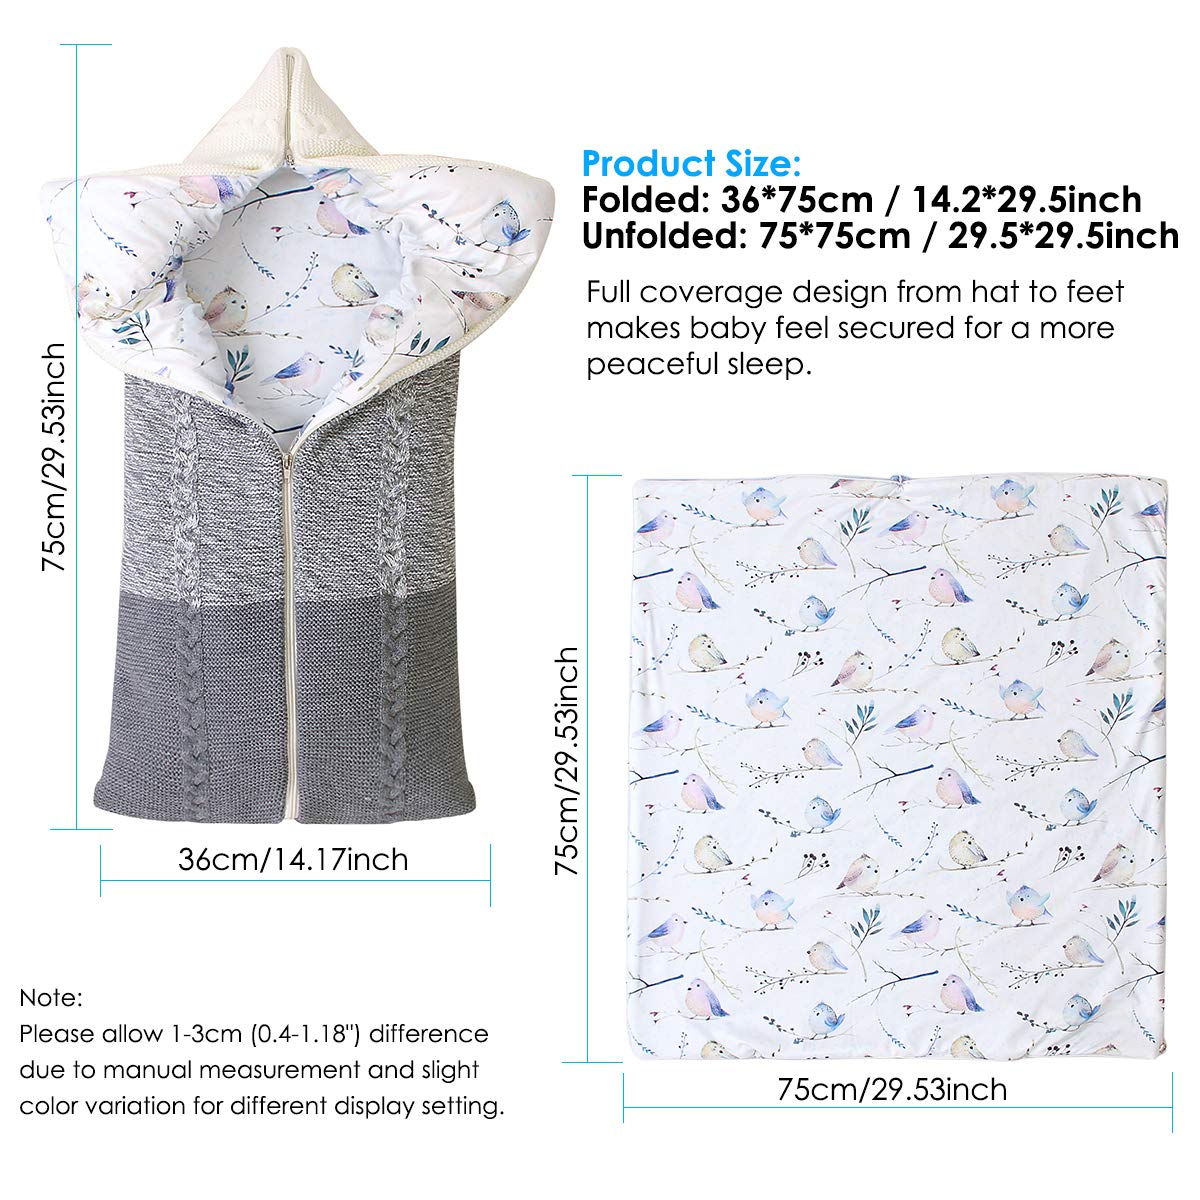 Product Size:
Folded: 36*75cm / 14.2*29.5inch
Unfolded: 75*75cm / 29.5*29.5inch
Full coverage design from hat to feet
makes baby feel secured for a more
peaceful sleep.
75cm/29.53inch
36cm/14.17inch
75cm/29.53inch
75cm/29.53inch
Note:
Please allow 1-3cm (0.4-1.18") difference
due to manual measurement and slight
color variation for different display setting.